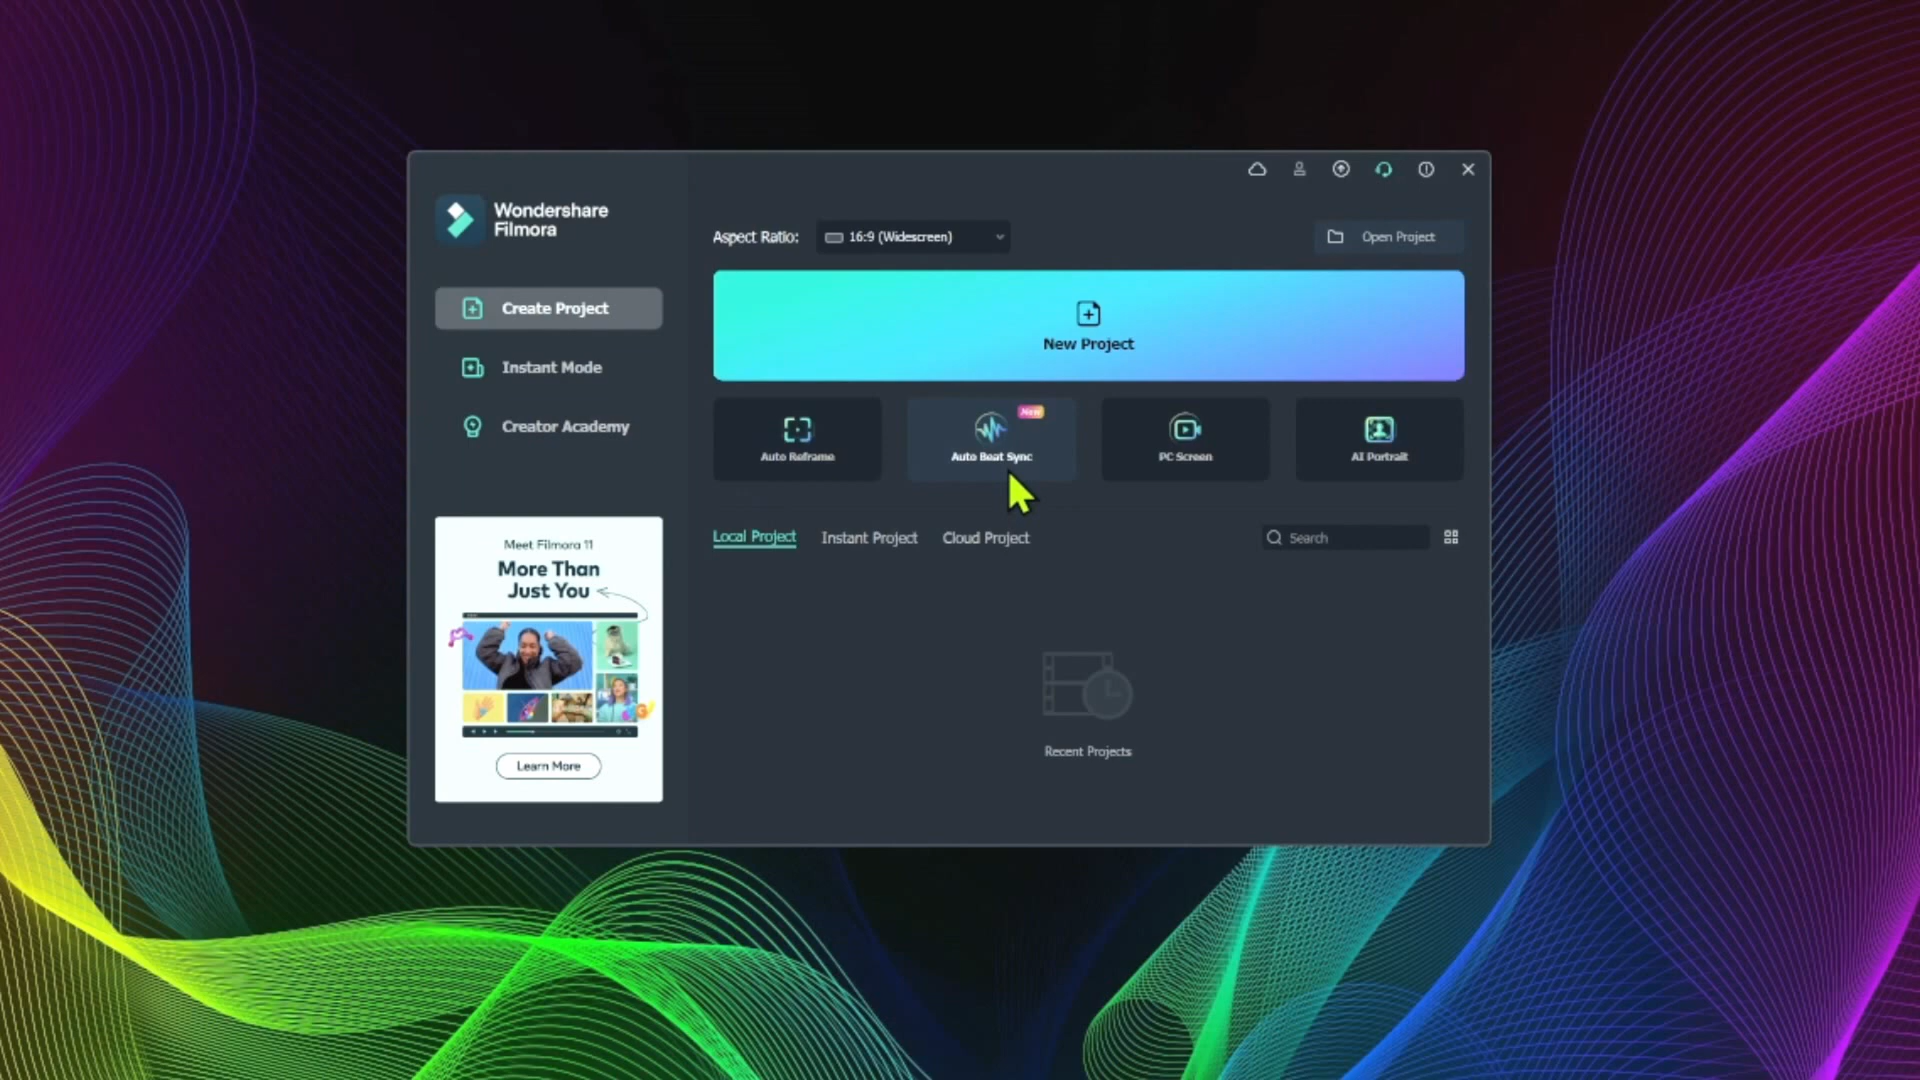 Wondershare
Filmora
Aspect Ratio:
16:9 (Widescreen)
Open Project
Create Project
New Project
Instant Mode
New
Auto Reframe
Auto Beat Sync
PC Screen
AI Portrait
Creator Academy
Local Project
Instant Project
Cloud Project
Search
Meet Filmora 11
More Than
Just You
Learn More
Recent Projects